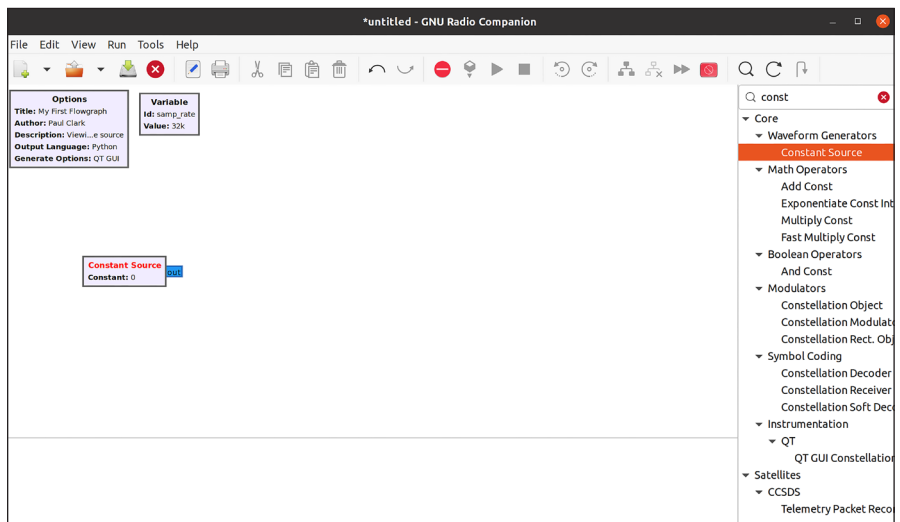 *untitled - GNU Radio Companion
File Edit View Run Tools Help
Options
Title: My First Flowgraph
Author: Paul Clark
Description: Viewi...e source
Output Language: Python
Generate Options: QT GUI
Variable
Id: samp_rate
Value: 32k
Constant Source
Constant: 0
out
const
Core
Waveform Generators
Constant Source
Math Operators
Add Const
Exponentiate Const Int
Multiply Const
Fast Multiply Const
Boolean Operators
And Const
Modulators
Constellation Object
Constellation Modulato
Constellation Rect. Obj
Symbol Coding
Constellation Decoder
Constellation Receiver
Constellation Soft Deco
Instrumentation
QT
QT GUI Constellation
Satellites
CCSDS
Telemetry Packet Recon